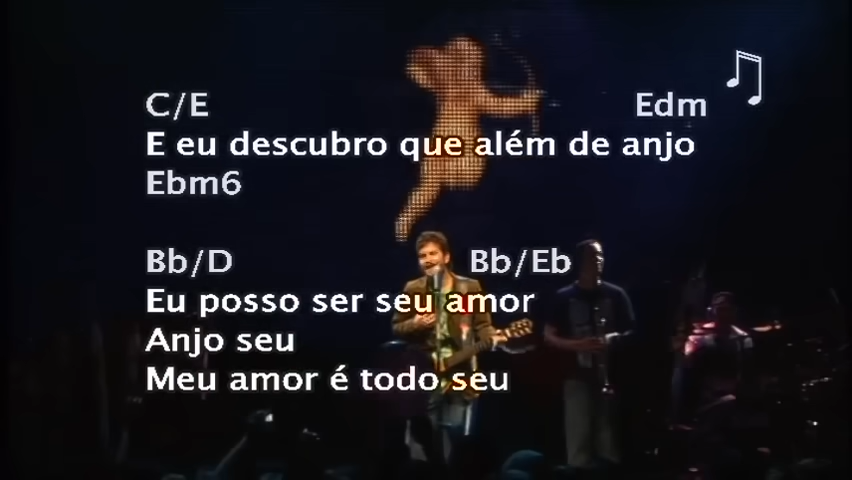 C/E Edm
E eu descubro que além de anjo
Ebm6
Bb/D Bb/Eb
Eu posso ser seu amor
Anjo seu
Meu amor é todo seu